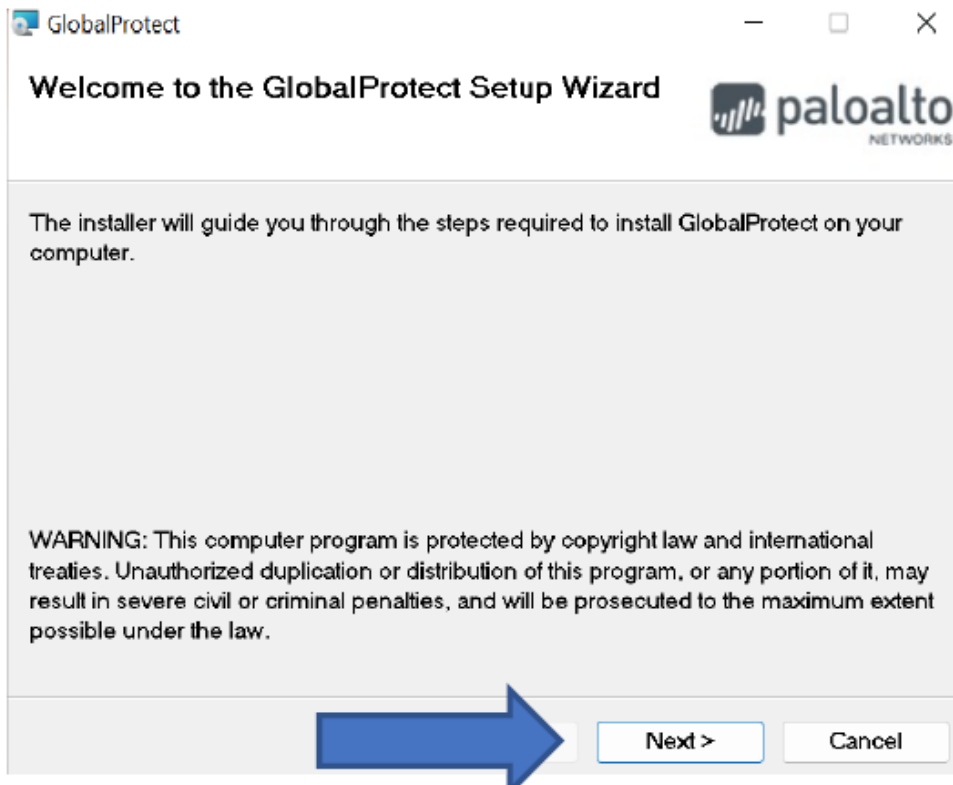 GlobalProtect
Welcome to the GlobalProtect Setup Wizard
paloalto
NETWORKS
The installer will guide you through the steps required to install GlobalProtect on your
computer.
WARNING: This computer program is protected by copyright law and international
treaties. Unauthorized duplication or distribution of this program, or any portion of it, may
result in severe civil or criminal penalties, and will be prosecuted to the maximum extent
possible under the law.
Next >
Cancel